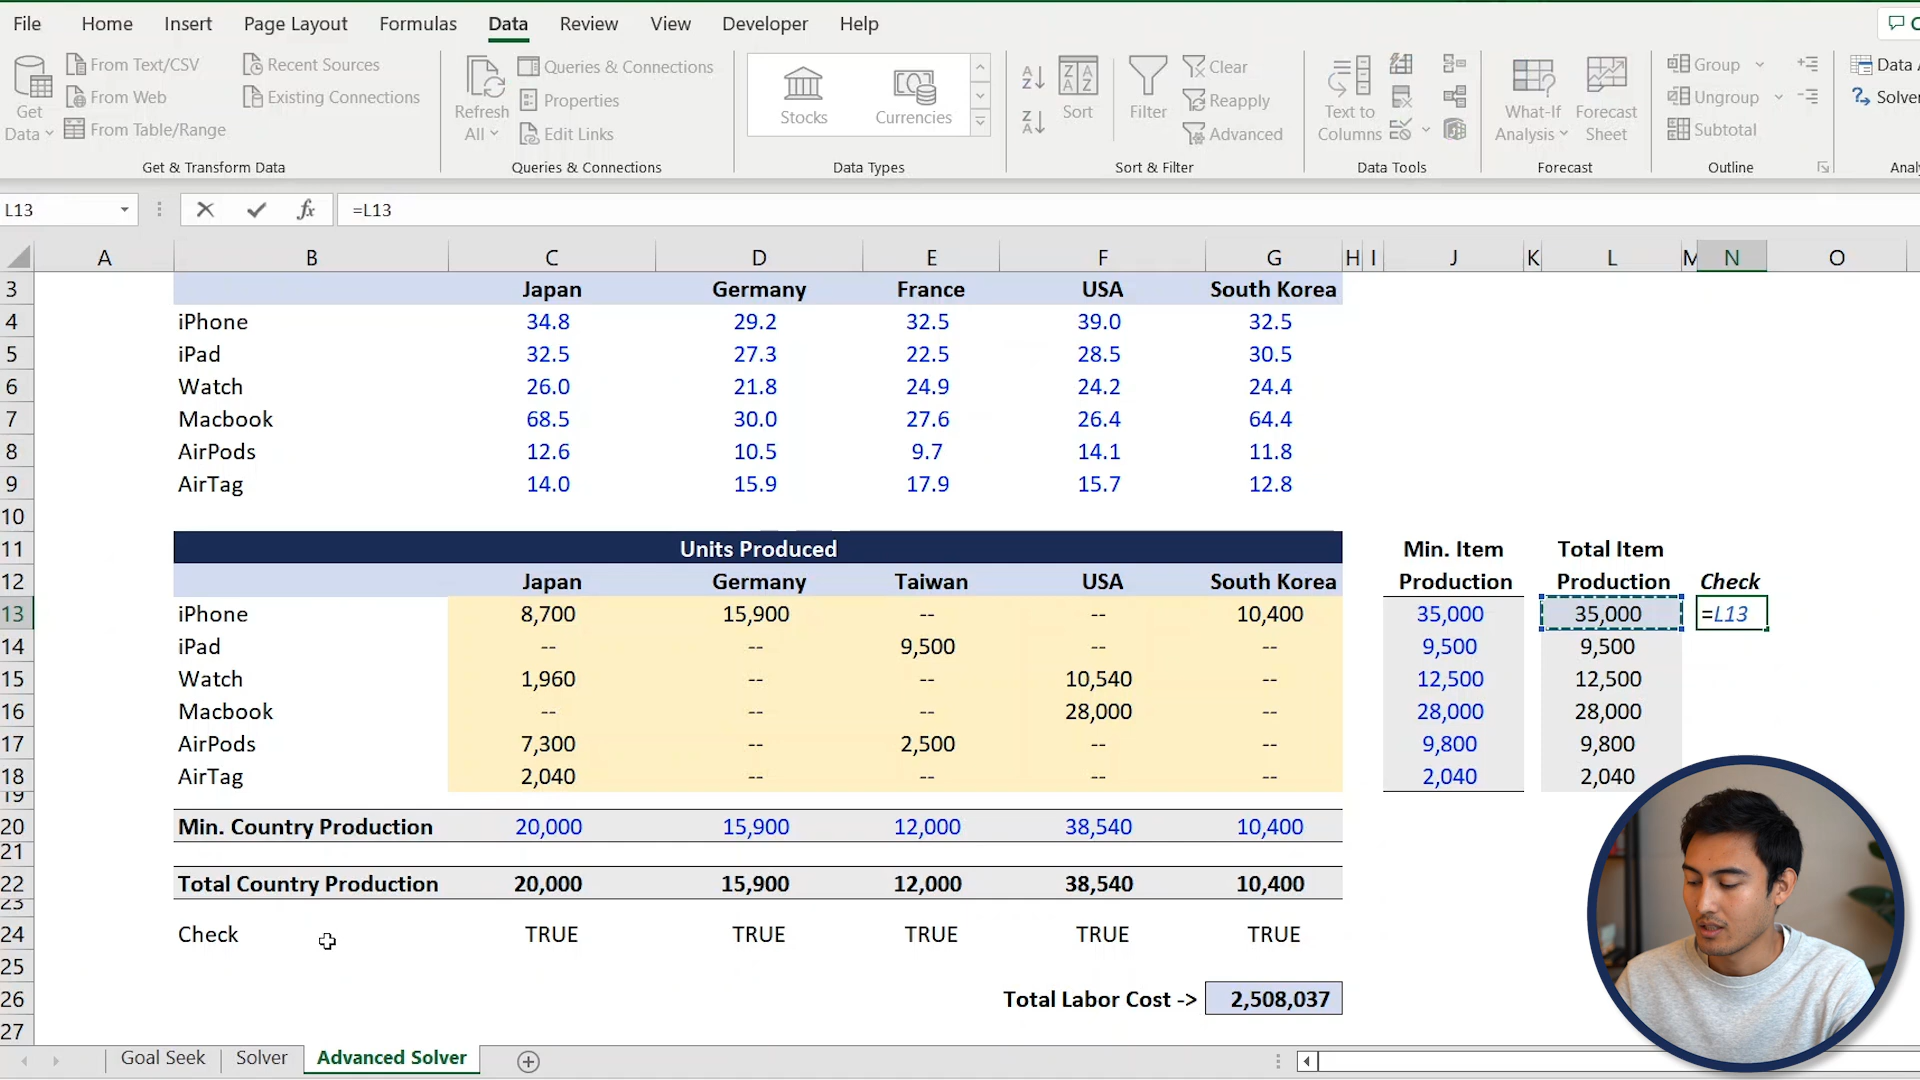 File Home Insert Page Layout Formulas Data Review View Developer Help
Get Data
From Text/CSV
From Web
From Table/Range
Recent Sources
Existing Connections
Get & Transform Data
Refresh All
Queries & Connections
Properties
Edit Links
Queries & Connections
Stocks Currencies
Data Types
Sort
Filter
Clear
Reapply
Advanced
Sort & Filter
Text to Columns
Data Tools
What-If Analysis
Forecast Sheet
Forecast
Group
Ungroup
Subtotal
Outline
Data
Solver
L13 fx =L13
A B C D E F G H I J K L M N O
3 Japan Germany France USA South Korea
4 iPhone 34.8 29.2 32.5 39.0 32.5
5 iPad 32.5 27.3 22.5 28.5 30.5
6 Watch 26.0 21.8 24.9 24.2 24.4
7 Macbook 68.5 30.0 27.6 26.4 64.4
8 AirPods 12.6 10.5 9.7 14.1 11.8
9 AirTag 14.0 15.9 17.9 15.7 12.8
10
11 Units Produced Min. Item Total Item
12 Japan Germany Taiwan USA South Korea Production Production Check
13 iPhone 8,700 15,900 -- -- 10,400 35,000 35,000 =L13
14 iPad -- -- 9,500 -- -- 9,500 9,500
15 Watch 1,960 -- -- 10,540 -- 12,500 12,500
16 Macbook -- -- -- 28,000 -- 28,000 28,000
17 AirPods 7,300 -- 2,500 -- -- 9,800 9,800
18 AirTag 2,040 -- -- -- -- 2,040 2,040
19
20 Min. Country Production 20,000 15,900 12,000 38,540 10,400
21
22 Total Country Production 20,000 15,900 12,000 38,540 10,400
23
24 Check TRUE TRUE TRUE TRUE TRUE
25
26 Total Labor Cost -> 2,508,037
27
Goal Seek Solver Advanced Solver